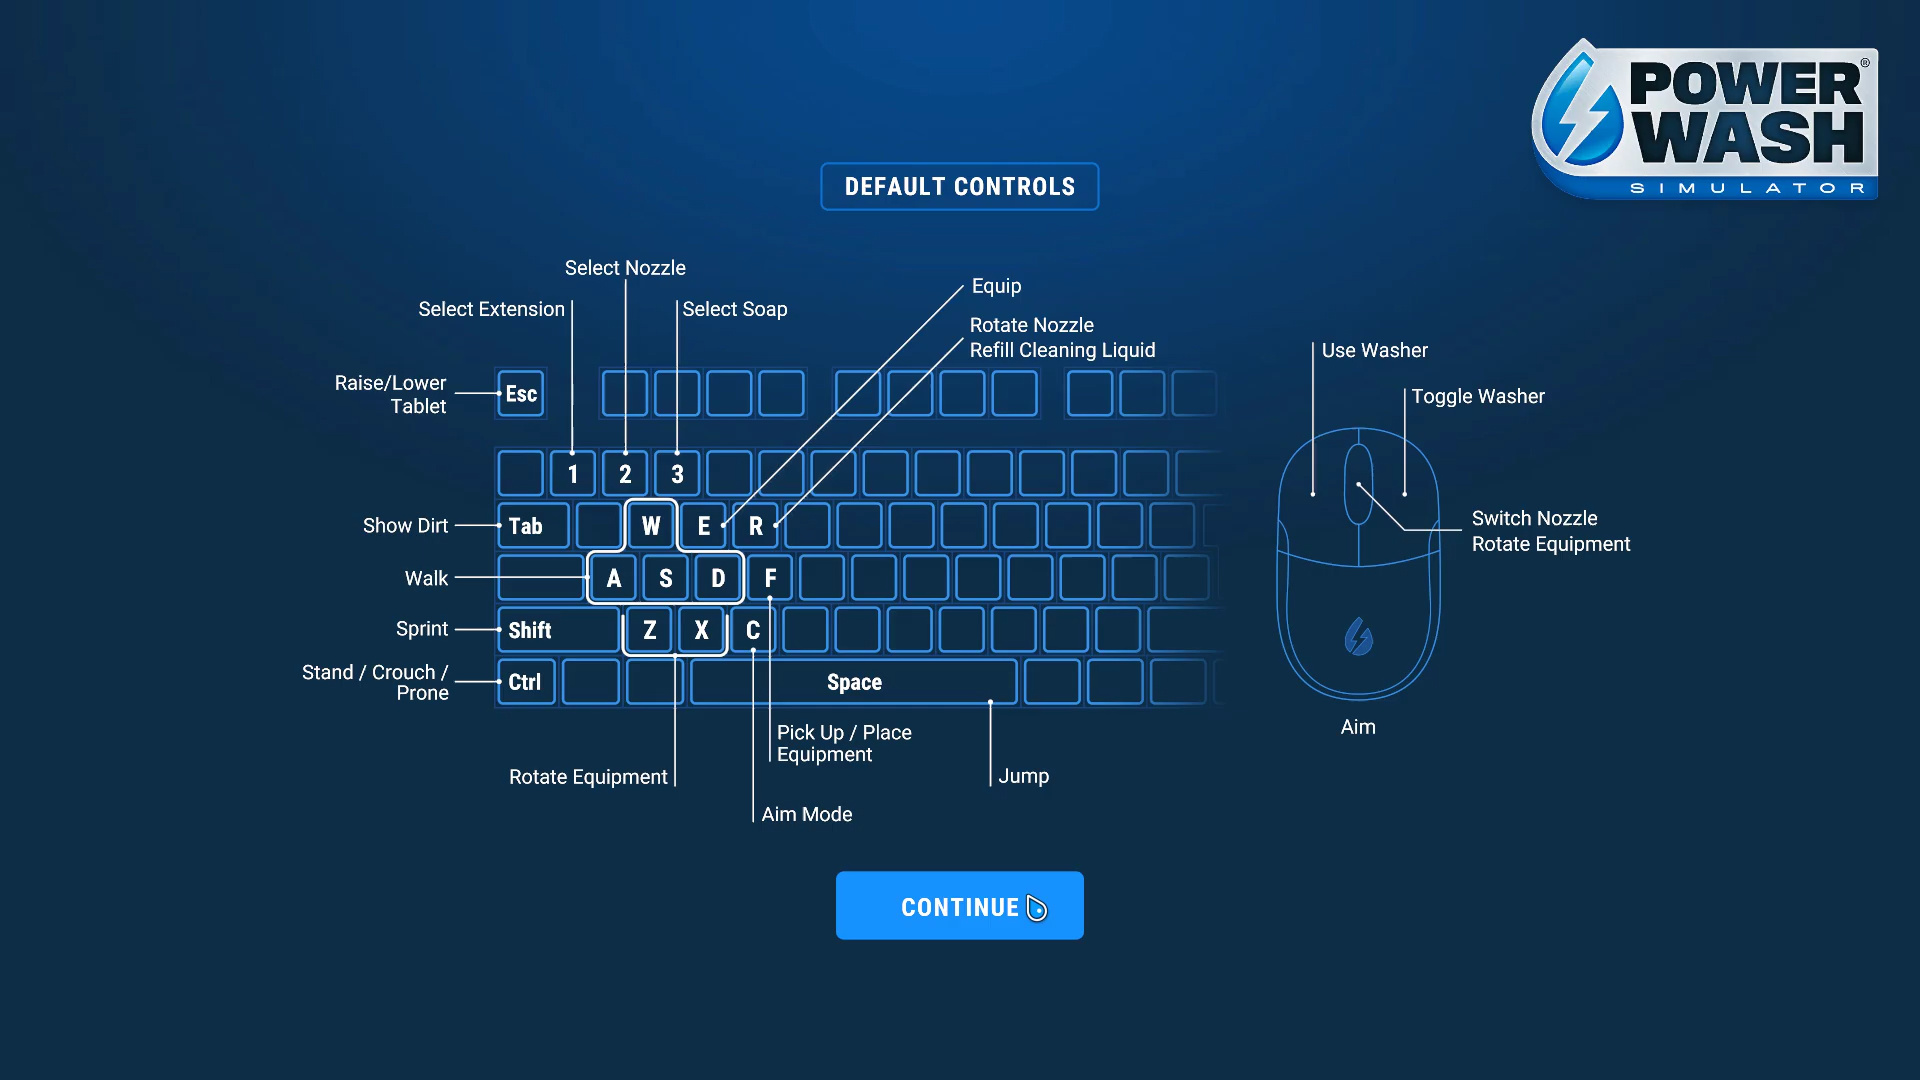 POWER®
WASH
SIMULATOR
DEFAULT CONTROLS
Select Nozzle
Select Extension
Select Soap
Equip
Rotate Nozzle
Refill Cleaning Liquid
Raise/Lower
Tablet
Esc
1 2 3
Show Dirt
Tab W E R
Walk
A S D F
Sprint
Shift Z X C
Stand / Crouch /
Prone
Ctrl Space
Pick Up / Place
Equipment
Rotate Equipment
Jump
Aim Mode
Use Washer
Toggle Washer
Switch Nozzle
Rotate Equipment
Aim
CONTINUE